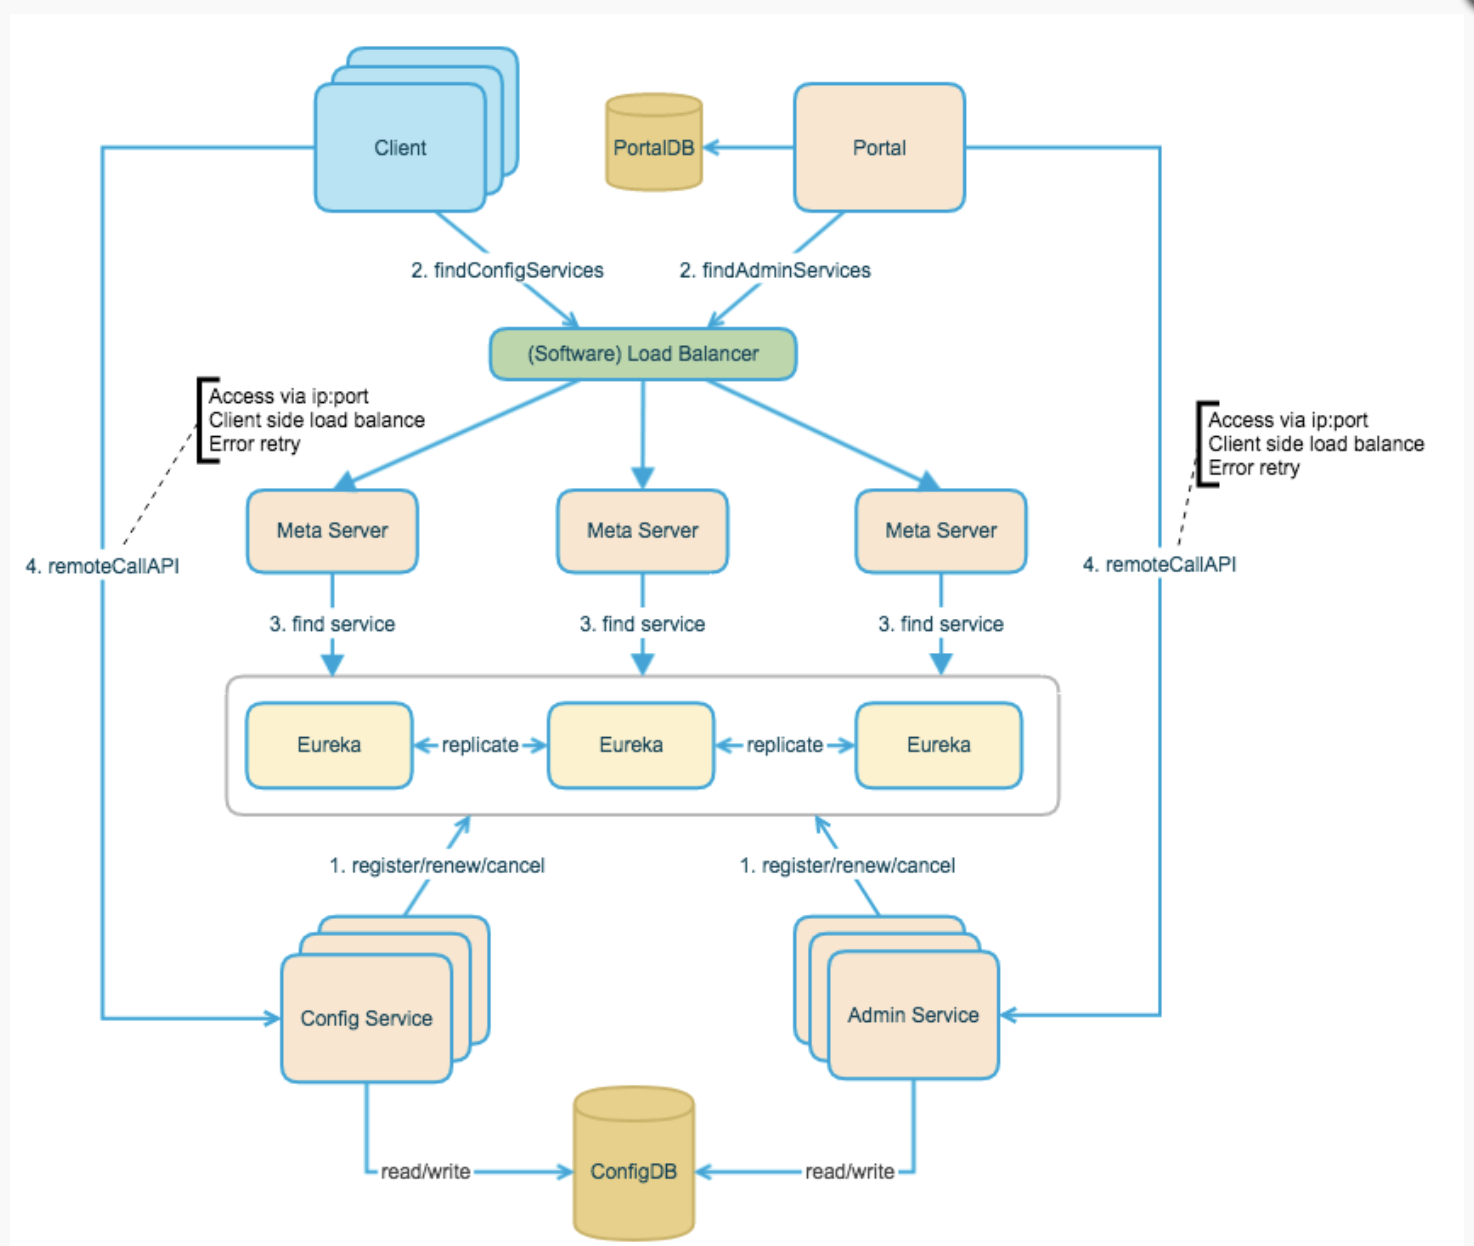 Client
PortalDB
Portal
2. findConfigServices
2. findAdminServices
(Software) Load Balancer
Access via ip:port
Client side load balance
Error retry
Access via ip:port
Client side load balance
Error retry
Meta Server
Meta Server
Meta Server
4. remoteCallAPI
4. remoteCallAPI
3. find service
3. find service
3. find service
Eureka
replicate
Eureka
replicate
Eureka
1. register/renew/cancel
1. register/renew/cancel
Config Service
Admin Service
read/write
ConfigDB
read/write